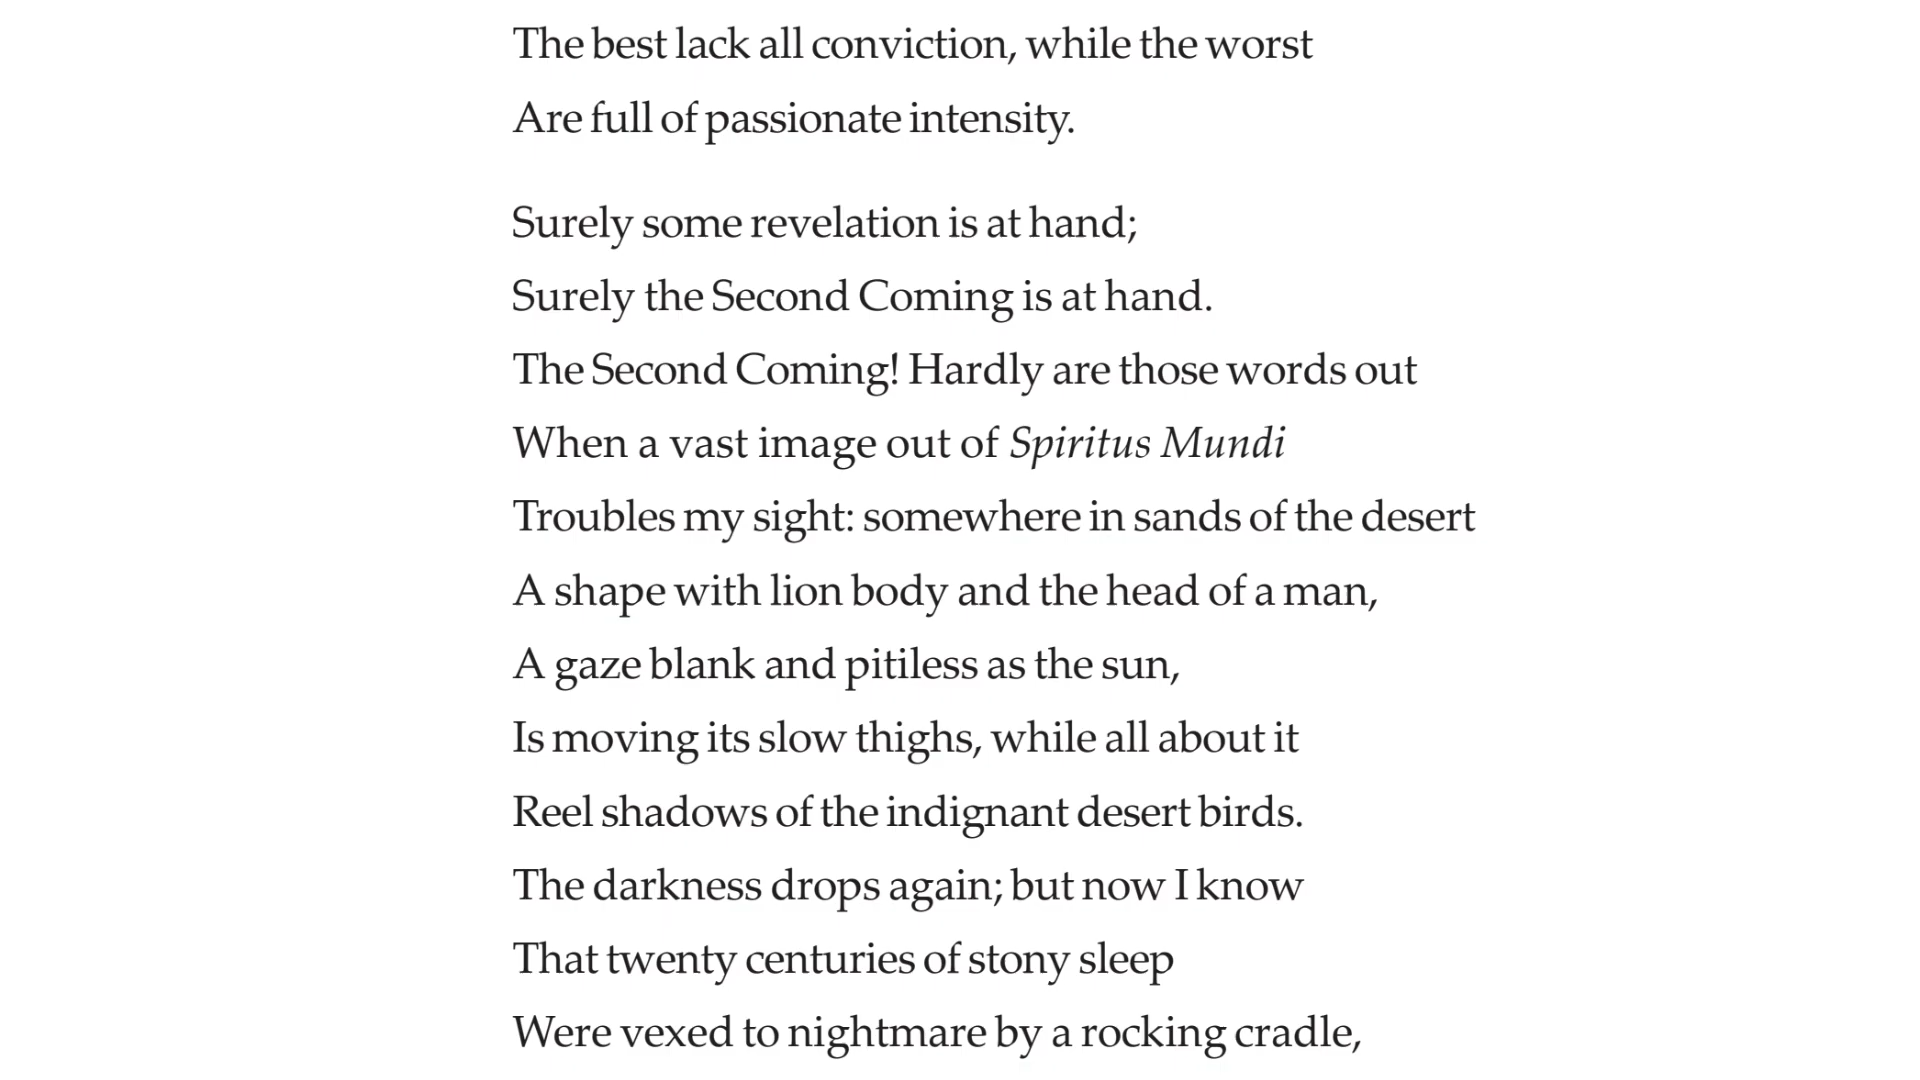 The best lack all conviction, while the worst
Are full of passionate intensity.
Surely some revelation is at hand;
Surely the Second Coming is at hand.
The Second Coming! Hardly are those words out
When a vast image out of Spiritus Mundi
Troubles my sight: somewhere in sands of the desert
A shape with lion body and the head of a man,
A gaze blank and pitiless as the sun,
Is moving its slow thighs, while all about it
Reel shadows of the indignant desert birds.
The darkness drops again; but now I know
That twenty centuries of stony sleep
Were vexed to nightmare by a rocking cradle,